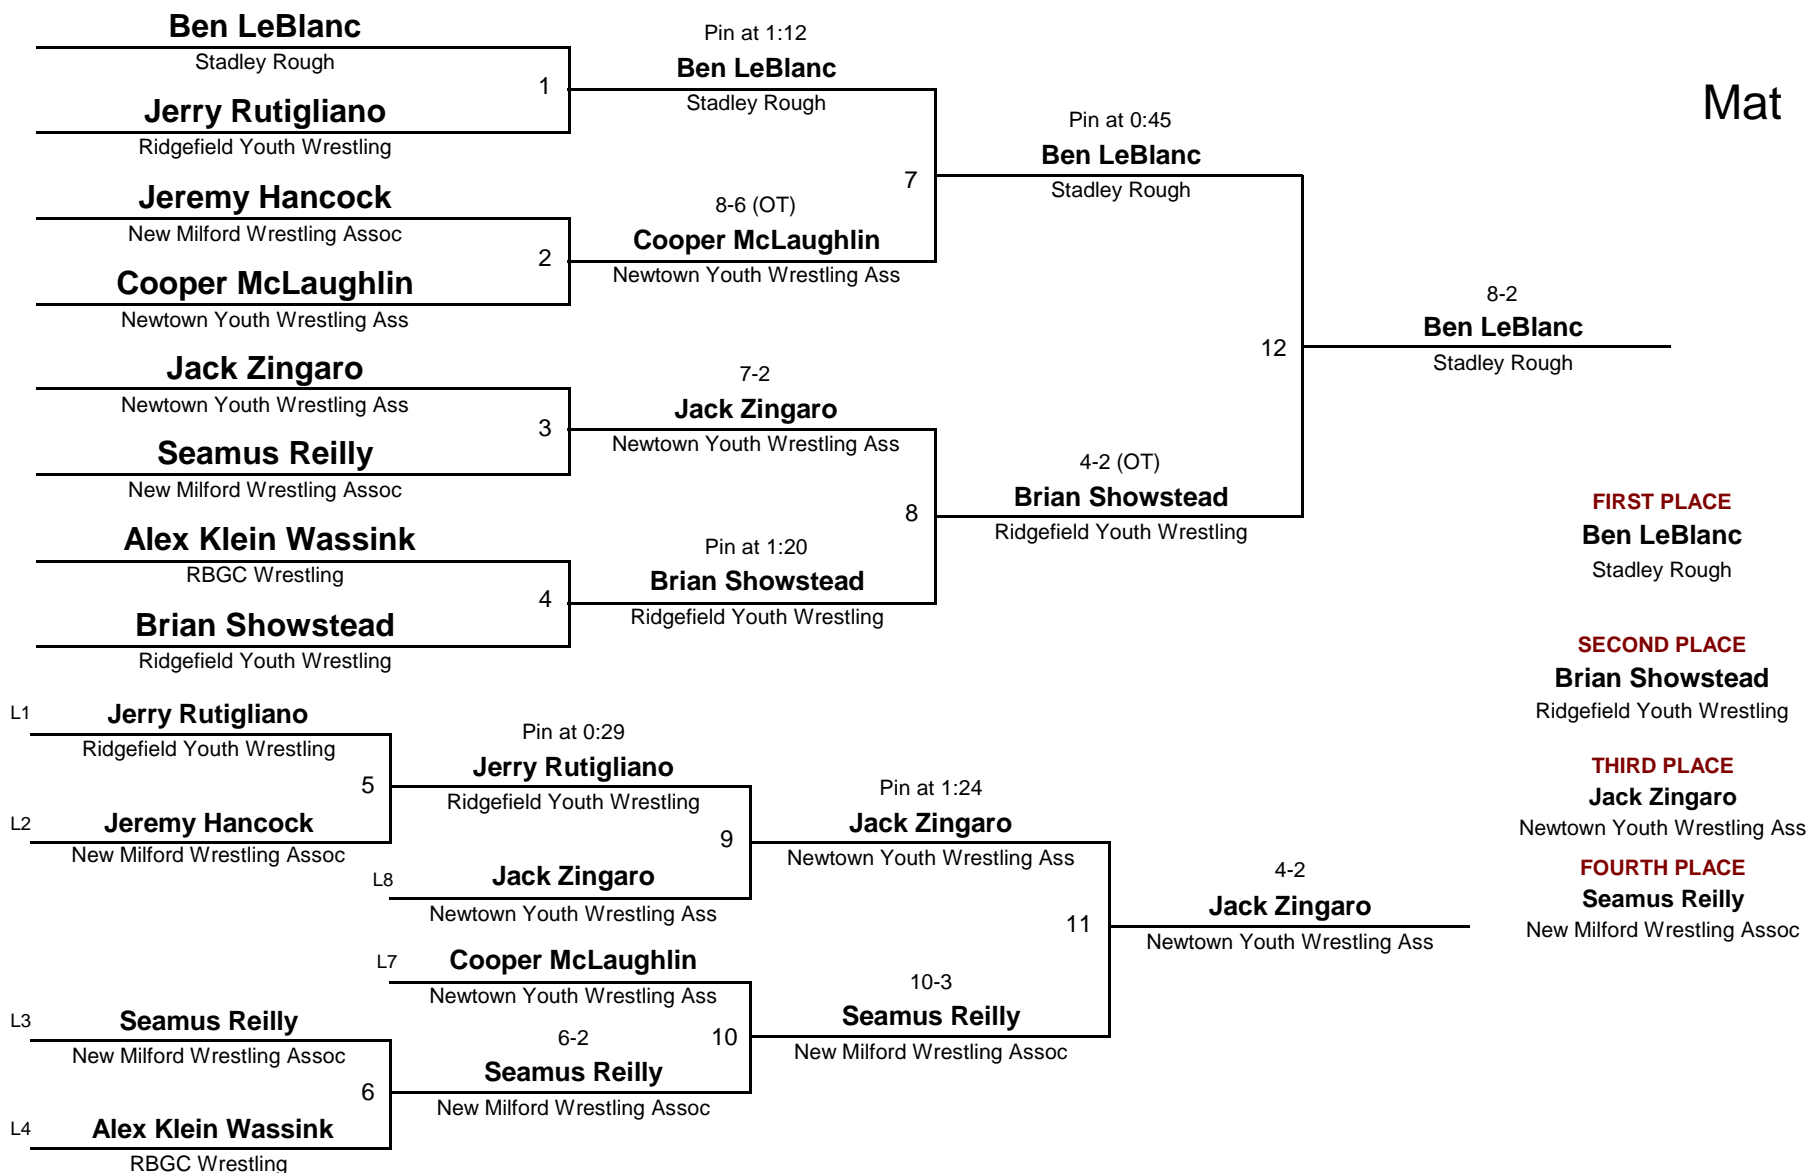 Ben LeBlanc
Stadley Rough
1
Jerry Rutigliano
Ridgefield Youth Wrestling
Pin at 1:12
Ben LeBlanc
Stadley Rough
Mat
Jeremy Hancock
New Milford Wrestling Assoc
2
Cooper McLaughlin
Newtown Youth Wrestling Ass
8-6 (OT)
Cooper McLaughlin
Newtown Youth Wrestling Ass
7
Pin at 0:45
Ben LeBlanc
Stadley Rough
Jack Zingaro
Newtown Youth Wrestling Ass
3
Seamus Reilly
New Milford Wrestling Assoc
7-2
Jack Zingaro
Newtown Youth Wrestling Ass
Alex Klein Wassink
RBGC Wrestling
4
Brian Showstead
Ridgefield Youth Wrestling
Pin at 1:20
Brian Showstead
Ridgefield Youth Wrestling
8
4-2 (OT)
Brian Showstead
Ridgefield Youth Wrestling
12
8-2
Ben LeBlanc
Stadley Rough
FIRST PLACE
Ben LeBlanc
Stadley Rough
SECOND PLACE
Brian Showstead
Ridgefield Youth Wrestling
THIRD PLACE
Jack Zingaro
Newtown Youth Wrestling Ass
FOURTH PLACE
Seamus Reilly
New Milford Wrestling Assoc
L1 Jerry Rutigliano
Ridgefield Youth Wrestling
5
L2 Jeremy Hancock
New Milford Wrestling Assoc
Pin at 0:29
Jerry Rutigliano
Ridgefield Youth Wrestling
9
L8 Jack Zingaro
Newtown Youth Wrestling Ass
Pin at 1:24
Jack Zingaro
Newtown Youth Wrestling Ass
L7 Cooper McLaughlin
Newtown Youth Wrestling Ass
10
L3 Seamus Reilly
New Milford Wrestling Assoc
6
L4 Alex Klein Wassink
RBGC Wrestling
6-2
Seamus Reilly
New Milford Wrestling Assoc
10-3
Seamus Reilly
New Milford Wrestling Assoc
11
4-2
Jack Zingaro
Newtown Youth Wrestling Ass